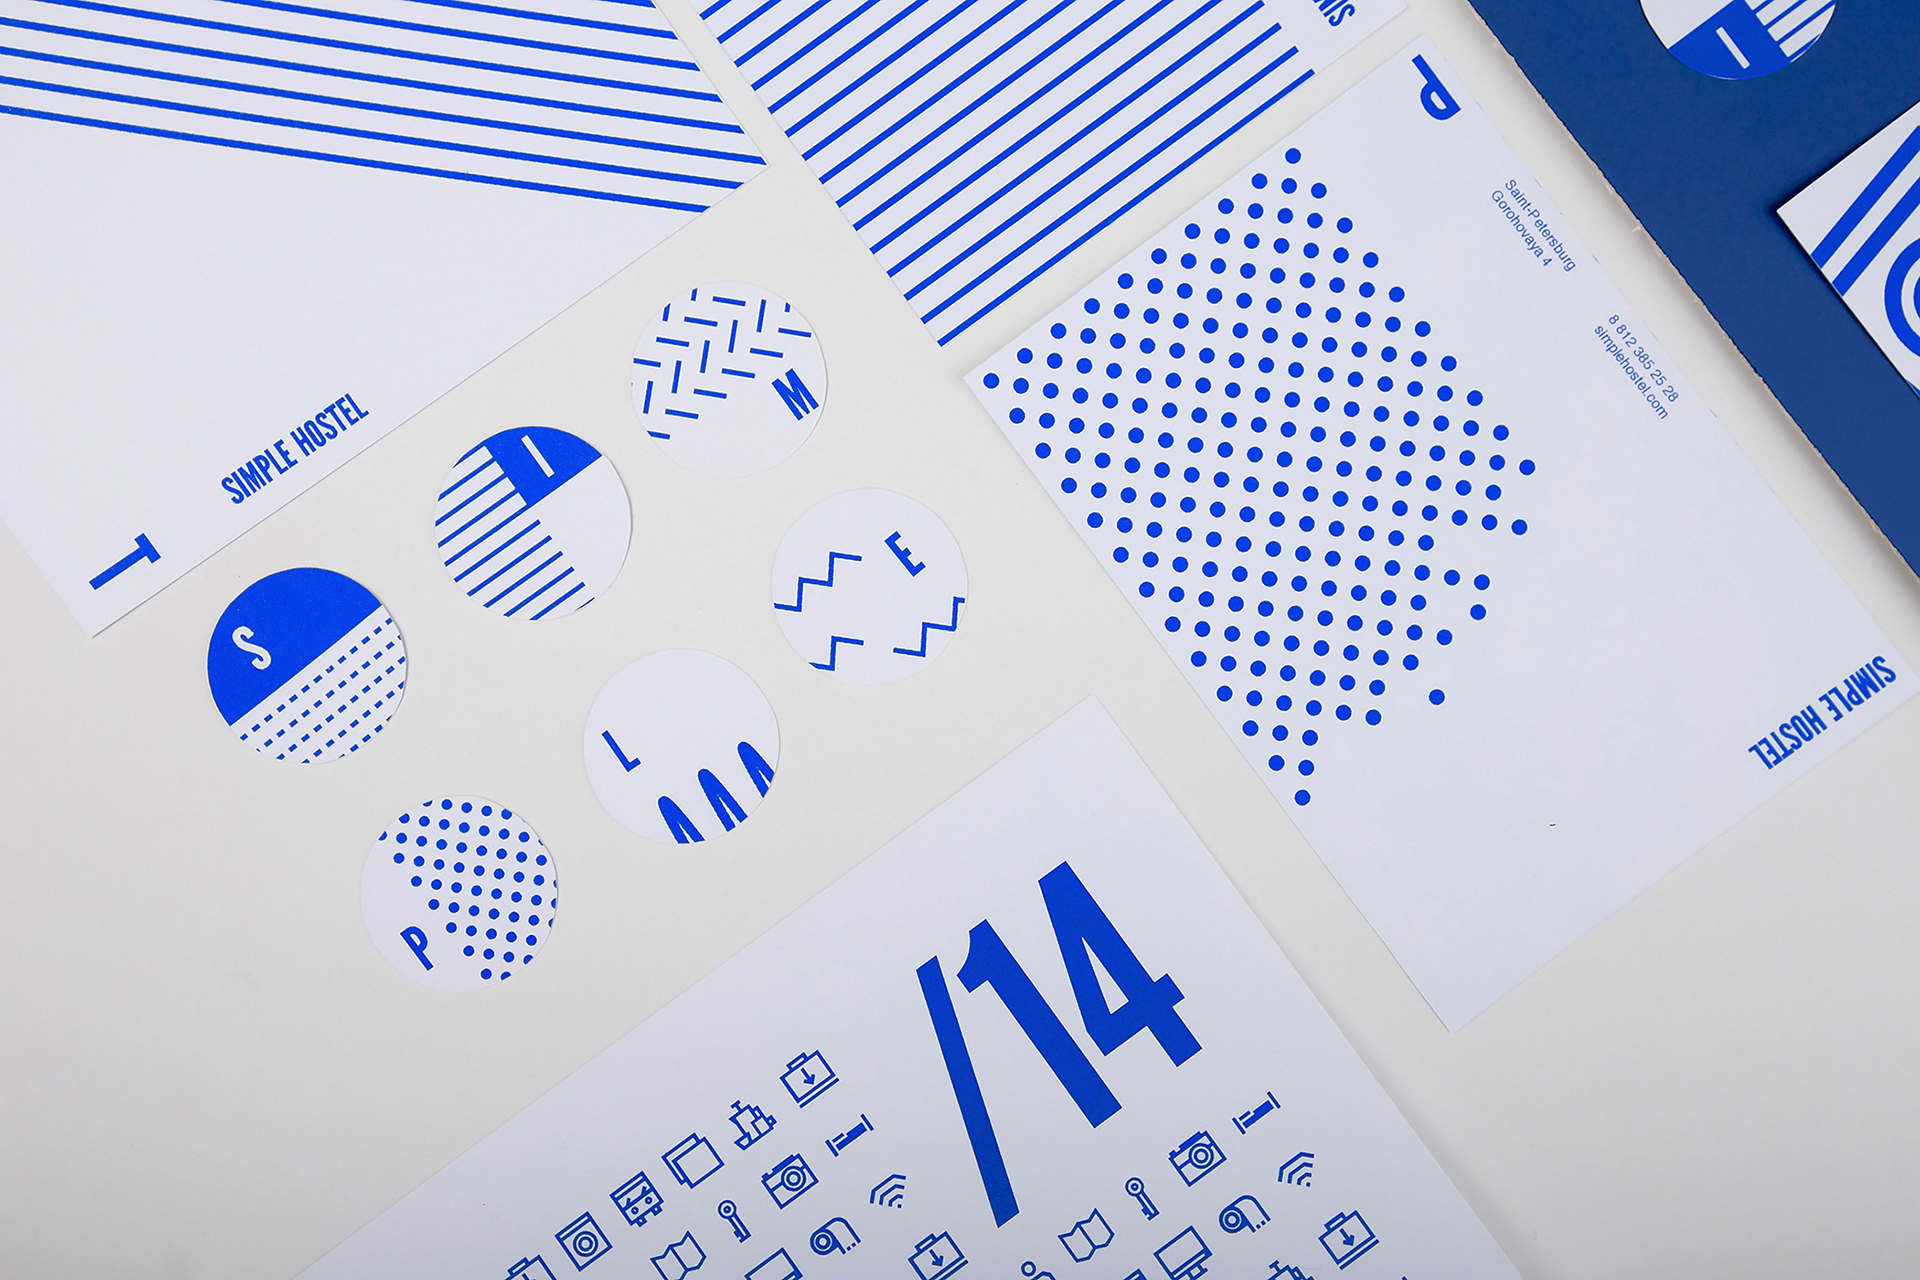 T
SIMPLE HOSTEL
S
I
M
P
L
E
P
Saint-Petersburg
Gorohovaya 4
8 812 385 25 28
simplehostel.com
SIMPLE HOSTEL
I
/14